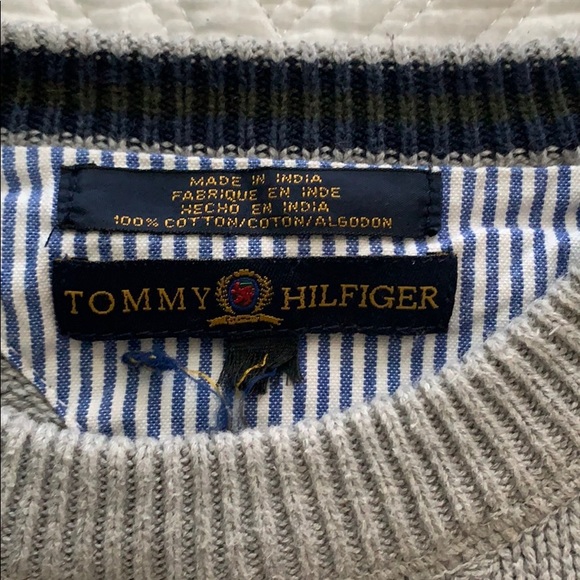 MADE IN INDIA
FABRIQUE EN INDE
HECHO EN INDIA
100% COTTON/COTON/ALGODON
TOMMY HILFIGER